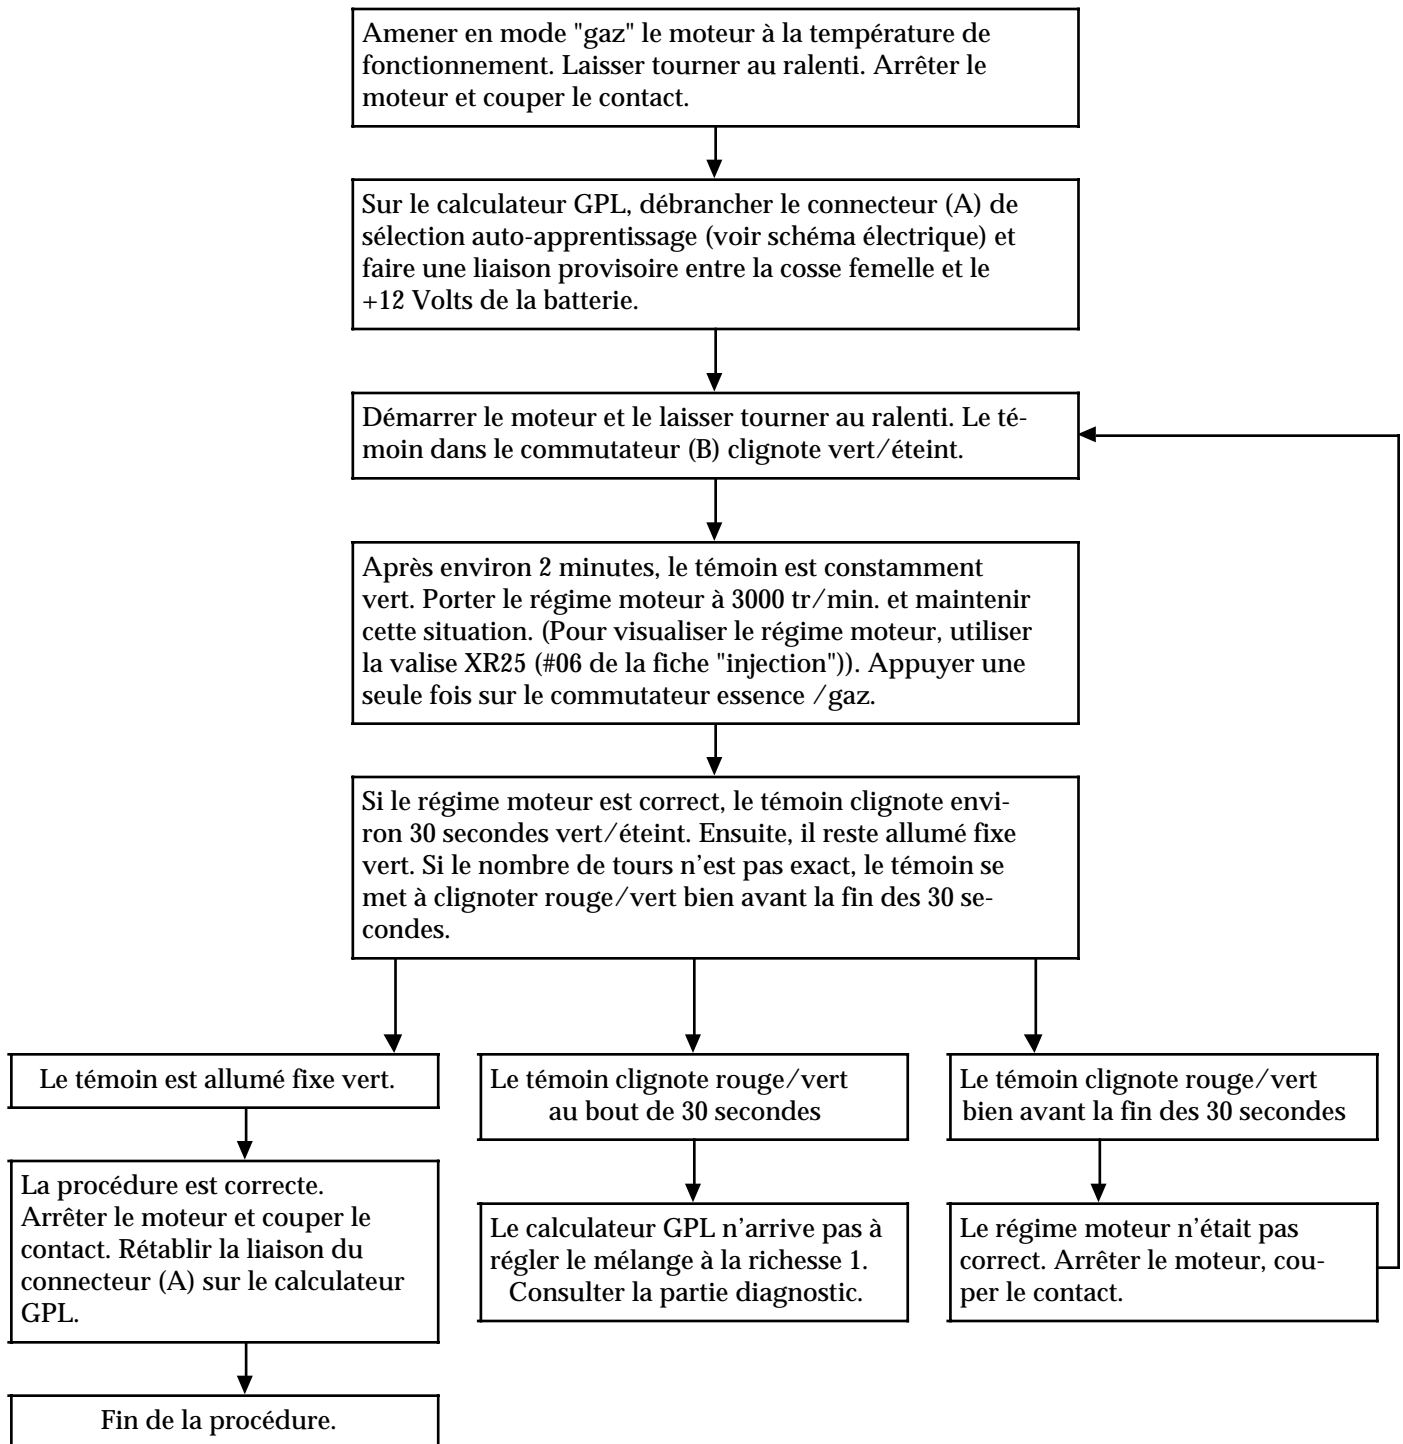 Amener en mode "gaz" le moteur à la température de
fonctionnement. Laisser tourner au ralenti. Arrêter le
moteur et couper le contact.
Sur le calculateur GPL, débrancher le connecteur (A) de
sélection auto-apprentissage (voir schéma électrique) et
faire une liaison provisoire entre la cosse femelle et le
+12 Volts de la batterie.
Démarrer le moteur et le laisser tourner au ralenti. Le té-
moin dans le commutateur (B) clignote vert/éteint.
Après environ 2 minutes, le témoin est constamment
vert. Porter le régime moteur à 3000 tr/min. et maintenir
cette situation. (Pour visualiser le régime moteur, utiliser
la valise XR25 (#06 de la fiche "injection")). Appuyer une
seule fois sur le commutateur essence /gaz.
Si le régime moteur est correct, le témoin clignote envi-
ron 30 secondes vert/éteint. Ensuite, il reste allumé fixe
vert. Si le nombre de tours n'est pas exact, le témoin se
met à clignoter rouge/vert bien avant la fin des 30 se-
condes.
Le témoin est allumé fixe vert.
La procédure est correcte.
Arrêter le moteur et couper le
contact. Rétablir la liaison du
connecteur (A) sur le calculateur
GPL.
Fin de la procédure.
Le témoin clignote rouge/vert
au bout de 30 secondes
Le calculateur GPL n'arrive pas à
régler le mélange à la richesse 1.
Consulter la partie diagnostic.
Le témoin clignote rouge/vert
bien avant la fin des 30 secondes
Le régime moteur n'était pas
correct. Arrêter le moteur, cou-
per le contact.